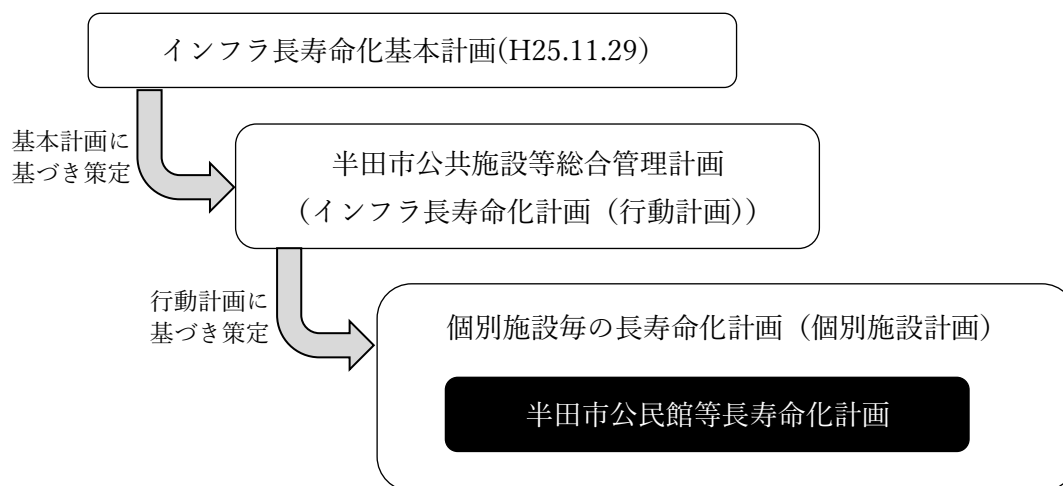 インフラ長寿命化基本計画(H25.11.29)
基本計画に
基づき策定
半田市公共施設等総合管理計画
（インフラ長寿命化計画（行動計画））
行動計画に
基づき策定
個別施設毎の長寿命化計画（個別施設計画）
半田市公民館等長寿命化計画